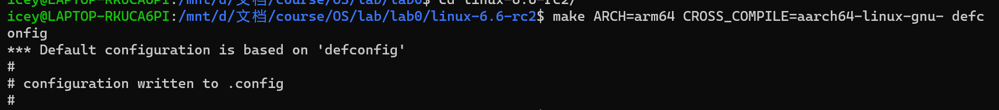 icey@LAPTOP-RKUCA6PI:/mnt/d/文档/course/OS/lab/lab0$ cd linux-6.6-rc2/
icey@LAPTOP-RKUCA6PI:/mnt/d/文档/course/OS/lab/lab0/linux-6.6-rc2$ make ARCH=arm64 CROSS_COMPILE=aarch64-linux-gnu- defc
onfig
*** Default configuration is based on 'defconfig'
#
# configuration written to .config
#